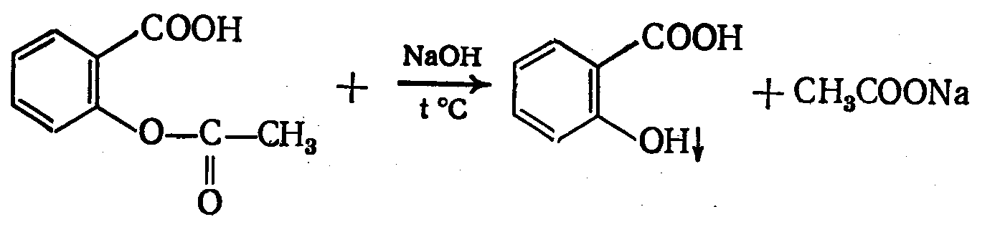 COOH
O—C—CH₃
O
+
NaOH
t °C
COOH
OH↓
+ CH₃COONa